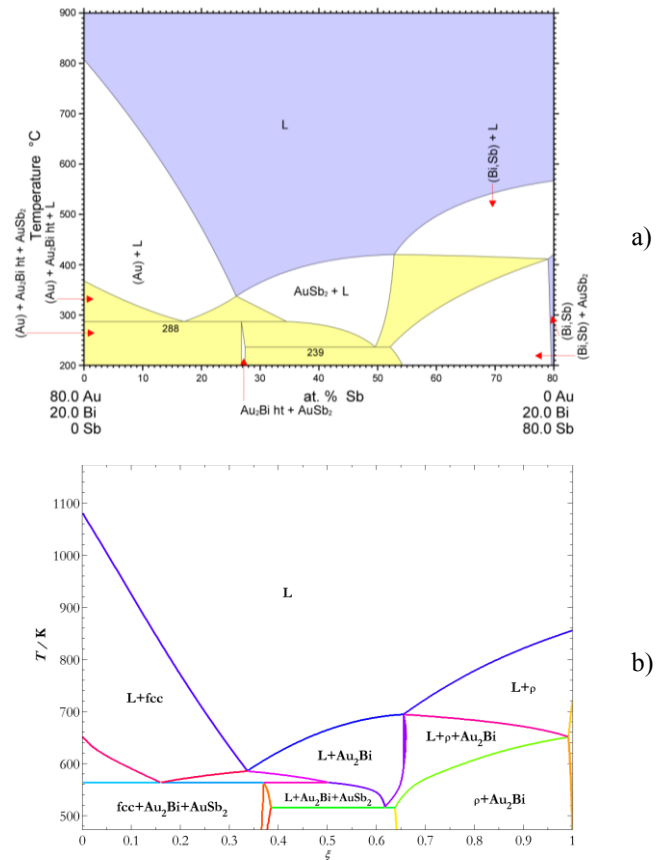 900
800
700
600
500
400
300
200
Temperature °C
L
(Bi,Sb) + L
(Au) + L
AuSb₂ + L
288
239
(Au) + Au₂Bi ht + AuSb₂
(Au) + Au₂Bi ht + L
(Bi,Sb)
(Bi,Sb) + AuSb₂
Au₂Bi ht + AuSb₂
0 10 20 30 40 50 60 70 80
at. % Sb
80.0 Au
20.0 Bi
0 Sb
0 Au
20.0 Bi
80.0 Sb
a)
1100
1000
900
800
700
600
500
T / K
L
L+fcc
L+ρ
L+Au₂Bi
L+ρ+Au₂Bi
L+Au₂Bi+AuSb₂
fcc+Au₂Bi+AuSb₂
ρ+Au₂Bi
0 0.1 0.2 0.3 0.4 0.5 0.6 0.7 0.8 0.9 1
ξ
b)